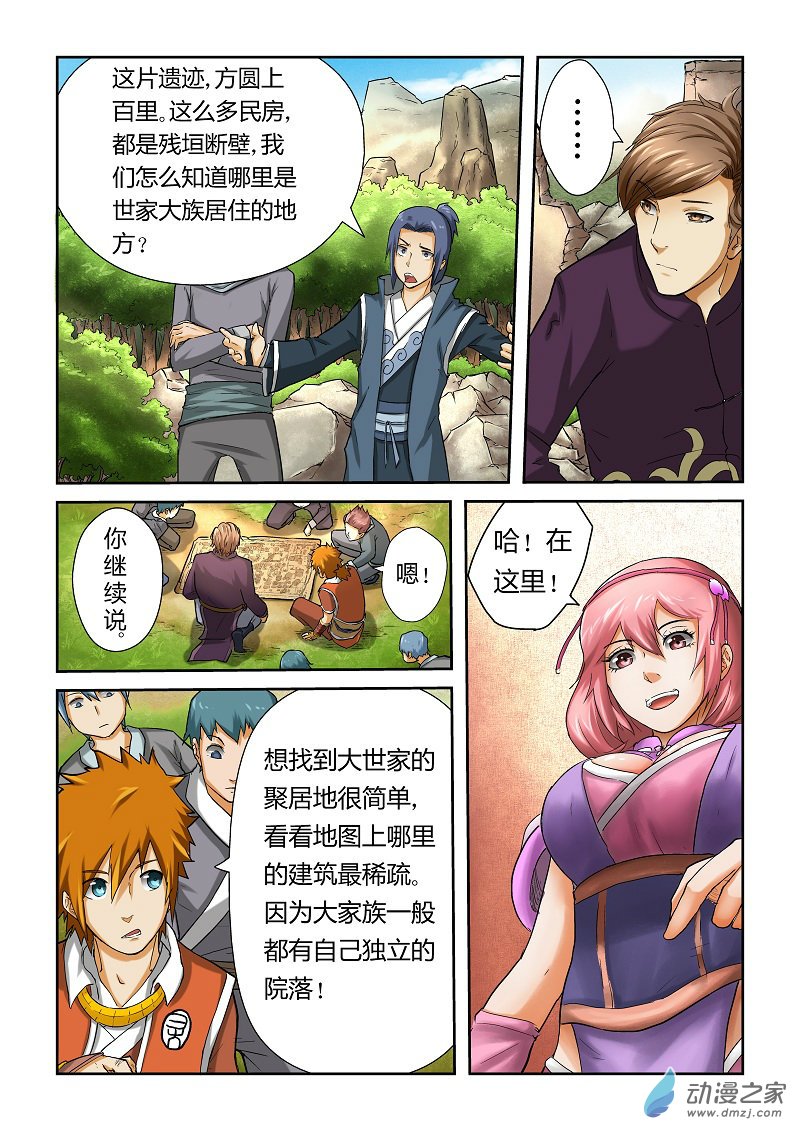 这片遗迹，方圆上
百里。这么多民房，
都是残垣断壁，我
们怎么知道哪里是
世家大族居住的地
方？
……
你继续说。
嗯！
想找到大世家的
聚居地很简单，
看看地图上哪里
的建筑最稀疏。
因为大家族一般
都有自己独立的
院落！
哈！在
这里！
动漫之家
www.dmzj.com